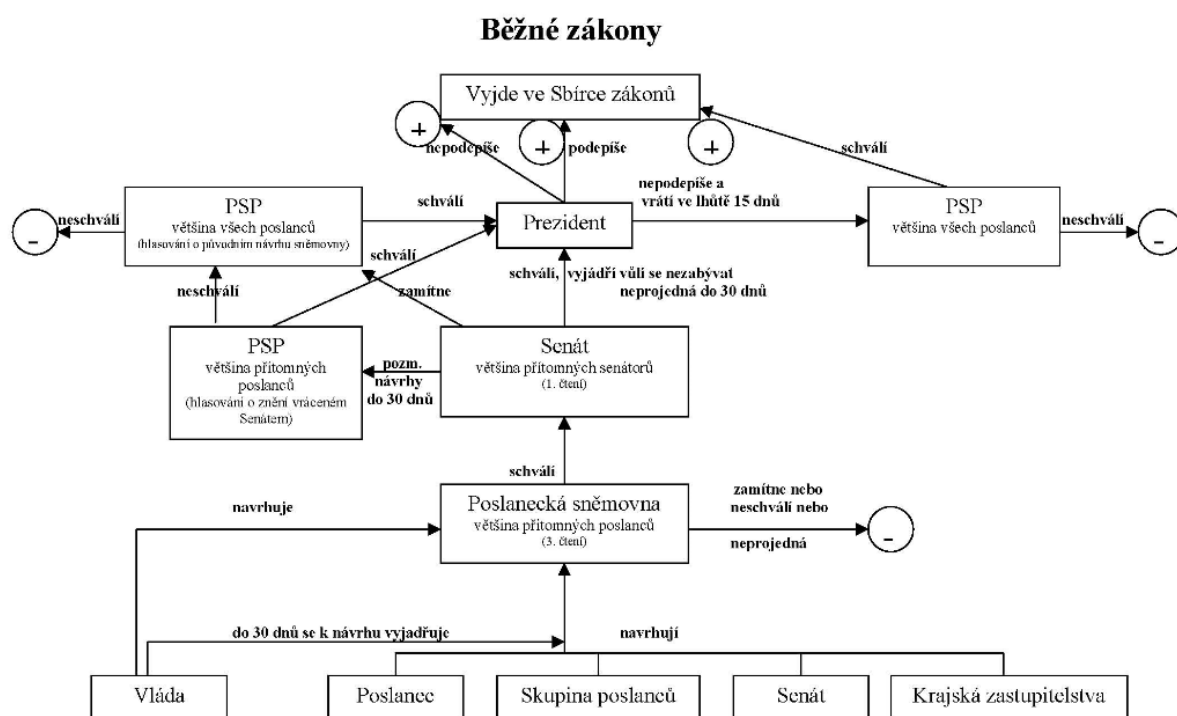 Běžné zákony
Vyjde ve Sbírce zákonů
+
+
+
nepodepíše
podepíše
schválí
nepodepíše a
vrátí ve lhůtě 15 dnů
neschválí
-
PSP
většina všech poslanců
(hlasování o původním návrhu sněmovny)
schválí
Prezident
PSP
většina všech poslanců
neschválí
-
schválí
schválí, vyjádří vůli se nezabývat
neprojedná do 30 dnů
neschválí
zamítne
PSP
většina přítomných
poslanců
(hlasování o znění vráceném
Senátem)
pozm.
návrhy
do 30 dnů
Senát
většina přítomných senátorů
(1. čtení)
schválí
navrhuje
Poslanecká sněmovna
většina přítomných poslanců
(3. čtení)
zamítne nebo
neschválí nebo
neprojedná
-
do 30 dnů se k návrhu vyjadřuje
navrhují
Vláda
Poslanec
Skupina poslanců
Senát
Krajská zastupitelstva